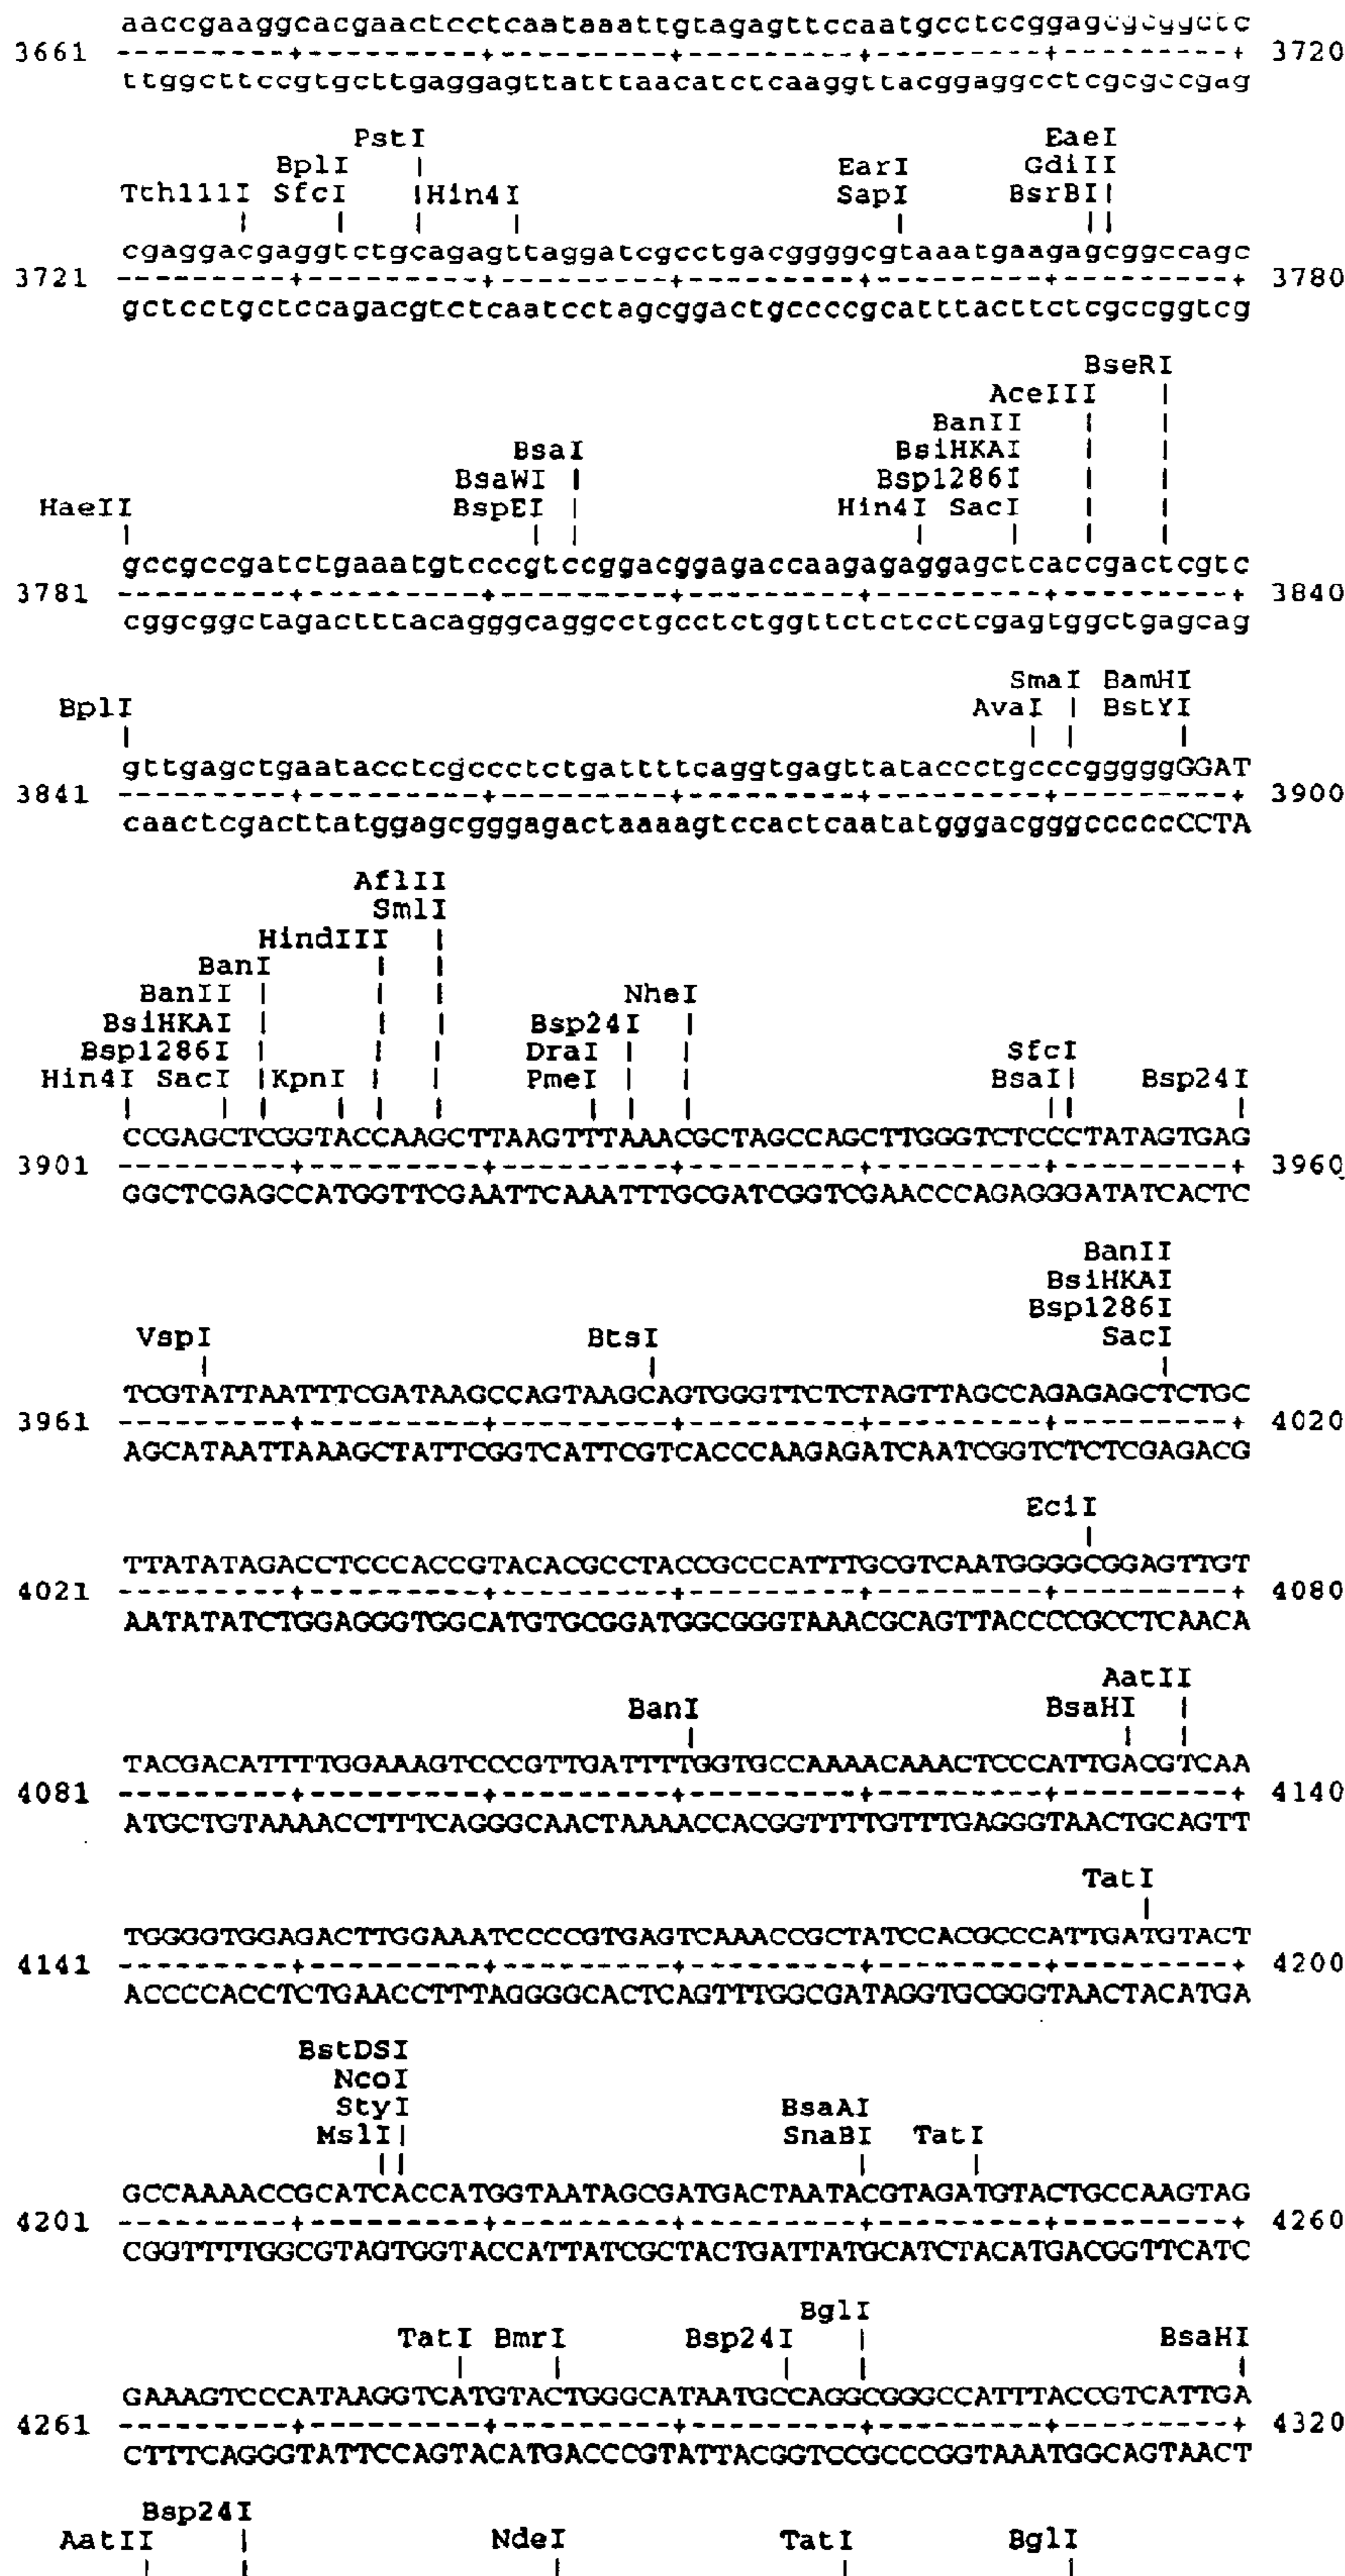 aaccgaaggcacgaactcctcaataaattgtagagttccaatgcctccggagcgcggctc
3661 ---------+---------+---------+---------+---------+---------+ 3720
ttggcttccgtgcttgaggagttatttaacatctcaaggttacggaggcctcgcgccgag
PstI EaeI
BplI | EarI GdiII |
Tth111I SfcI |Hin4I SapI BsrBI| |
| | | | | | |
cgaggacgaggtctgcagagttaggatcgcctgacggggcgtaaatgaagagcggccagc
3721 ---------+---------+---------+---------+---------+---------+ 3780
gctcctgctccagacgtctcaatcctagcggactgccccgcatttacttctcgccggtcg
BseRI
AceIII |
BanII | |
BsaI BsiHKAI | |
BsaWI | Bsp1286I | |
HaeII BspEI | Hin4I SacI | |
| | | | | | |
gccgccgatctgaaatgtcccgtccggacggagaccaagagaggagctcaccgactcgtc
3781 ---------+---------+---------+---------+---------+---------+ 3840
cggcggctagactttacagggcaggcctgcctctggttctctcctcgagtggctgagcag
SmaI BamHI
BplI AvaI | BstYI
| | | |
gttgagctgaatacctcgccctctgattttcaggtgagttataccctgcccgggggGGAT
3841 ---------+---------+---------+---------+---------+---------+ 3900
caactcgacttatggagcgggagactaaaagtccactcaatatgggacgggcccccCCTA
AflII
SmlI
HindIII |
BanI | |
BanII | | | NheI
BsiHKAI | | | Bsp24I |
Bsp1286I | | | DraI | | SfcI
Hin4I SacI |KpnI | | PmeI | | BsaI| Bsp24I
| | | | | | | | | | | |
CCGAGCTCGGTACCAAGCTTAAGTTTAAACGCTAGCCAGCTTGGGTCTCCCTATAGTGAG
3901 ---------+---------+---------+---------+---------+---------+ 3960
GGCTCGAGCCATGGTTCGAATTCAAATTTGCGATCGGTCGAACCCAGAGGGATATCACTC
BanII
BsiHKAI
Bsp1286I
VspI BtsI SacI
| | |
TCGTATTAATTTCGATAAGCCAGTAAGCAGTGGGTTCTCTAGTTAGCCAGAGAGCTCTGC
3961 ---------+---------+---------+---------+---------+---------+ 4020
AGCATAATTAAAGCTATTCGGTCATTCGTCACCCAAGAGATCAATCGGTCTCTCGAGACG
EciI
|
TTATATAGACCTCCCACCGTACACGCCTACCGCCCATTTGCGTCAATGGGGCGGAGTTGT
4021 ---------+---------+---------+---------+---------+---------+ 4080
AATATATCTGGAGGGTGGCATGTGCGGATGGCGGGTAAACGCAGTTACCCCGCCTCAACA
AatII
BanI BsaHI |
| | |
TACGACATTTTGGAAAGTCCCGTTGATTTTGGTGCCAAAACAAACTCCCATTGACGTCAA
4081 ---------+---------+---------+---------+---------+---------+ 4140
ATGCTGTAAAACCTTTCAGGGCAACTAAAACCACGGTTTTGTTTGAGGGTAACTGCAGTT
TatI
|
TGGGGTGGAGACTTGGAAATCCCCGTGAGTCAAACCGCTATCCACGCCCATTGATGTACT
4141 ---------+---------+---------+---------+---------+---------+ 4200
ACCCCACCTCTGAACCTTTAGGGGCACTCAGTTTGGCGATAGGTGCGGGTAACTACATGA
BstDSI
NcoI
StyI BsaAI
MslI| SnaBI TatI
|| | |
GCCAAAACCGCATCACCATGGTAATAGCGATGACTAATACGTAGATGTACTGCCAAGTAG
4201 ---------+---------+---------+---------+---------+---------+ 4260
CGGTTTTGGCGTAGTGGTACCATTATCGCTACTGATTATGCATCTACATGACGGTTCATC
BglI
TatI BmrI Bsp24I | BsaHI
| | | | |
GAAAGTCCCATAAGGTCATGTACTGGGCATAATGCCAGGCGGGCCATTTACCGTCATTGA
4261 ---------+---------+---------+---------+---------+---------+ 4320
CTTTCAGGGTATTCCAGTACATGACCCGTATTACGGTCCGCCCGGTAAATGGCAGTAACT
Bsp24I
AatII | NdeI TatI BglI
| | | | |